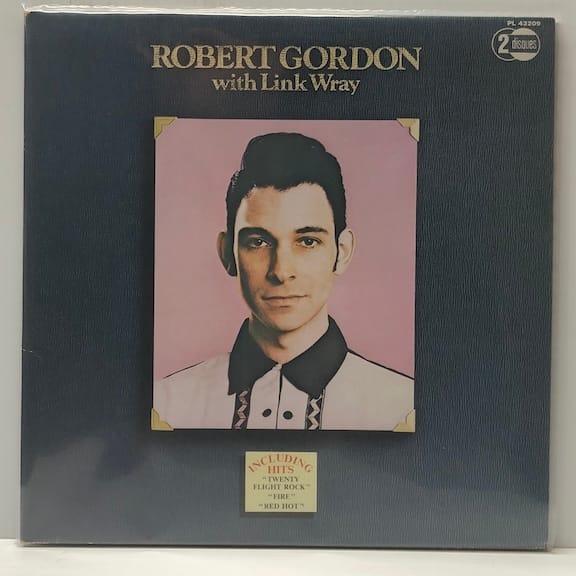 PL 43209
2 disques
ROBERT GORDON
with Link Wray
INCLUDING
HITS
"TWENTY
FLIGHT ROCK"
"FIRE"
"RED HOT"